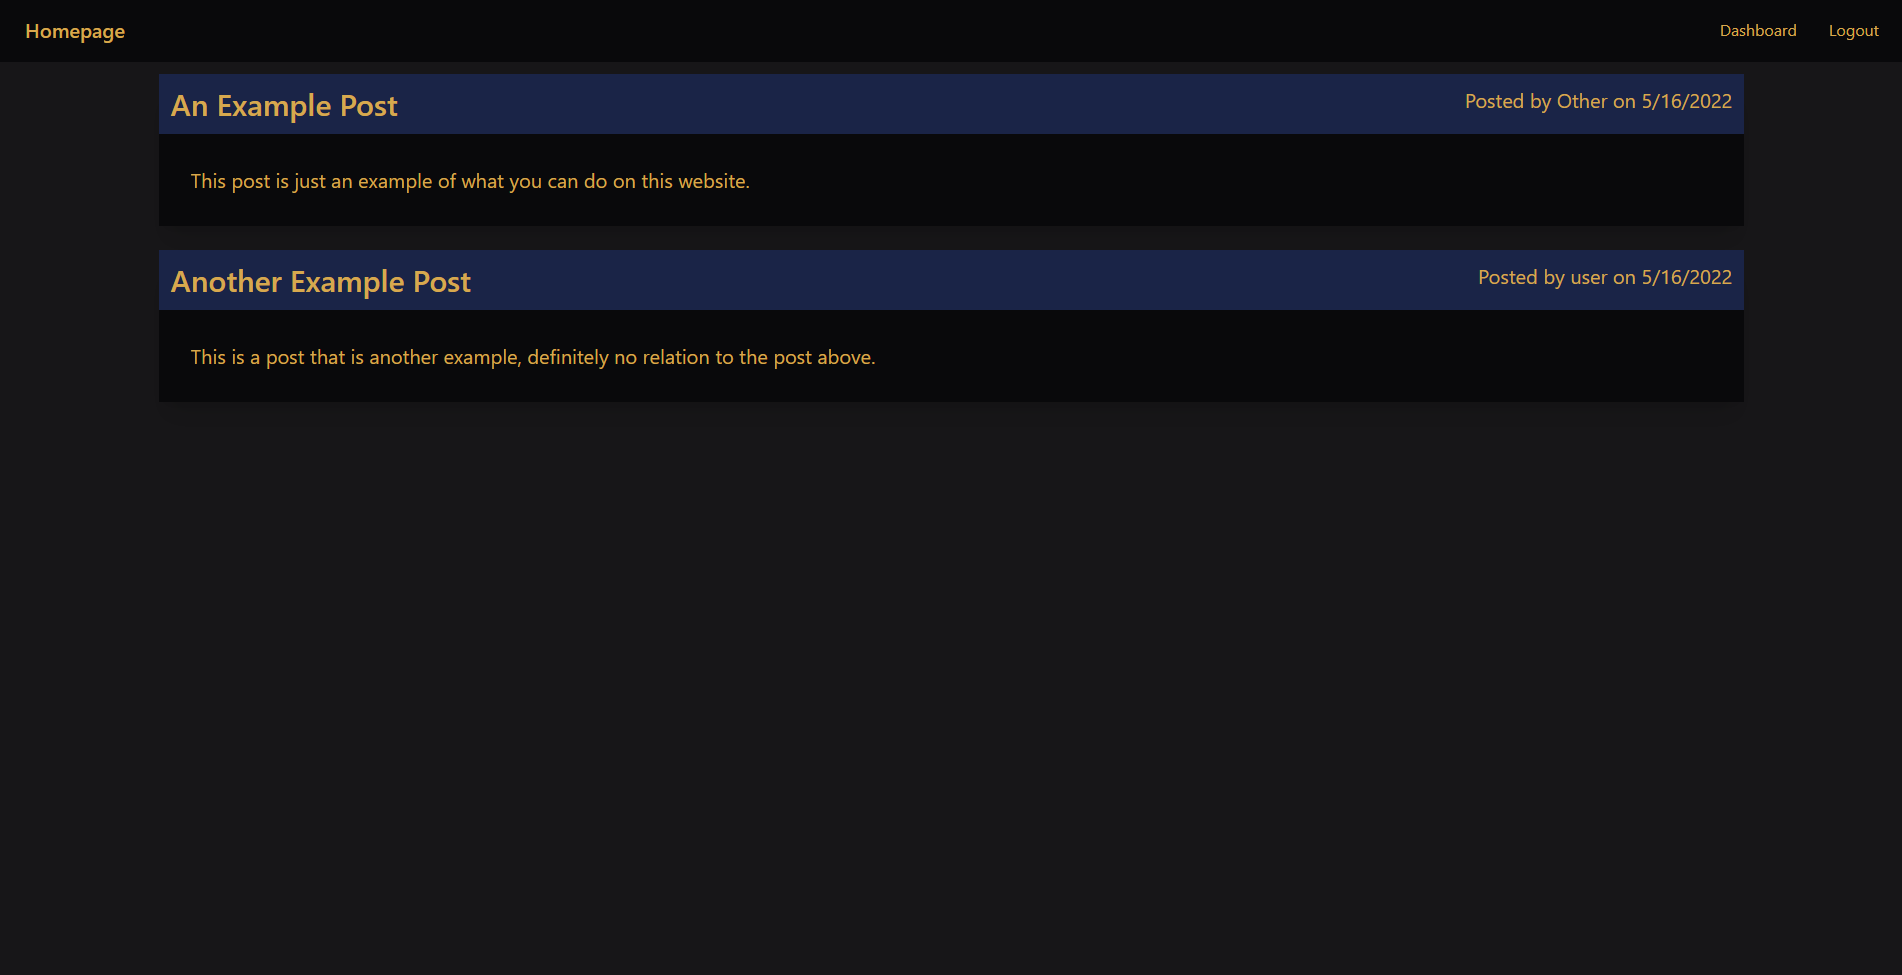 Homepage
Dashboard
Logout
An Example Post
Posted by Other on 5/16/2022
This post is just an example of what you can do on this website.
Another Example Post
Posted by user on 5/16/2022
This is a post that is another example, definitely no relation to the post above.